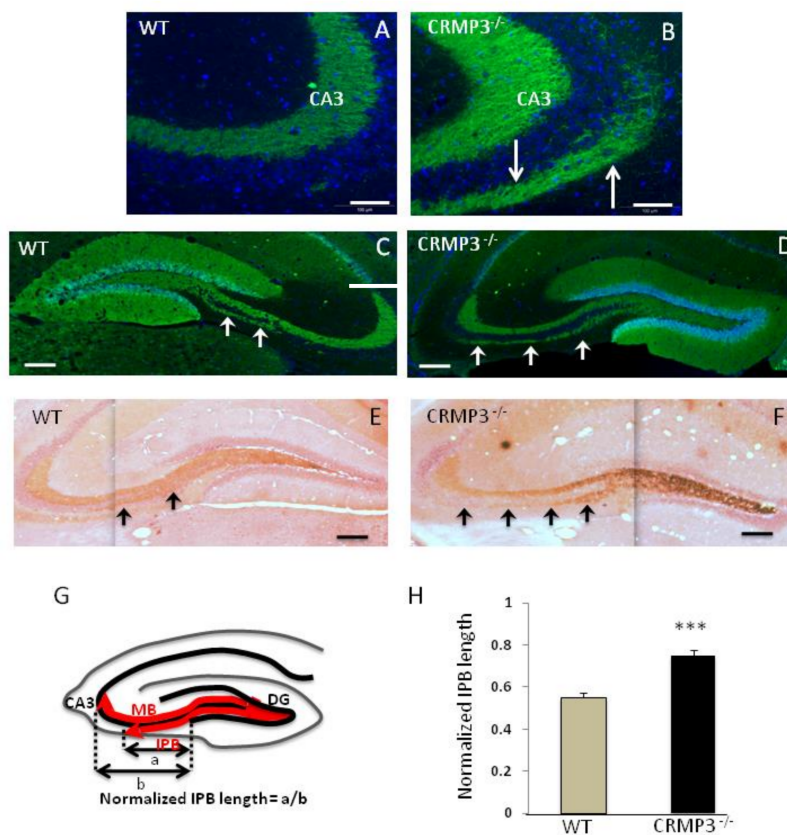 WT
A
CA3
100 µm
CRMP3-/-
B
CA3
100 µm
WT
C
CRMP3-/-
D
WT
E
CRMP3-/-
F
G
CA3
MB
DG
IPB
a
b
Normalized IPB length= a/b
H
Normalized IPB length
1
0.8
0.6
0.4
0.2
0
***
WT
CRMP3-/-